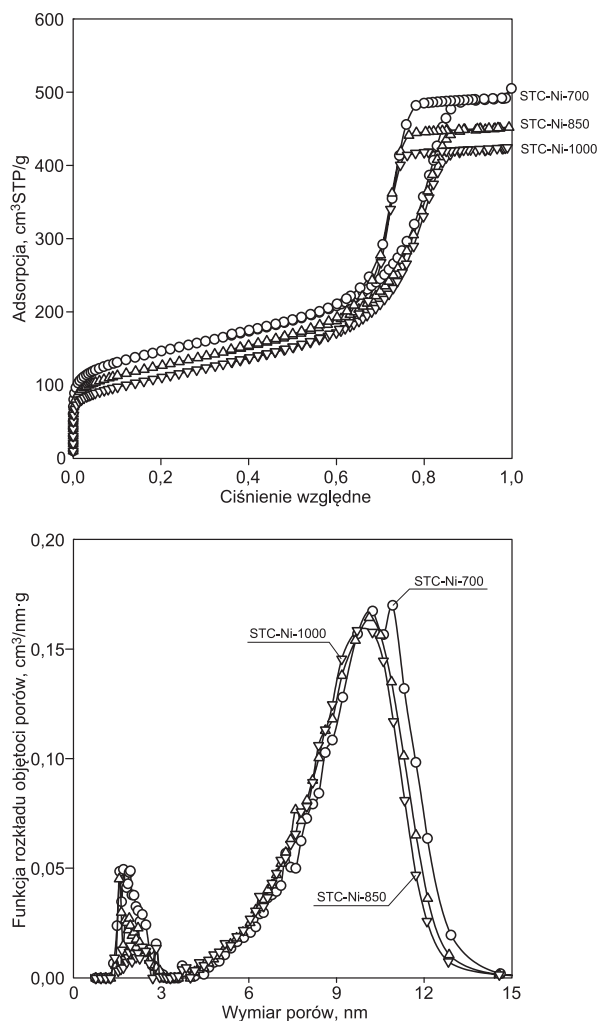 600
500
400
300
200
100
0
Adsorpcja, cm³STP/g
STC-Ni-700
STC-Ni-850
STC-Ni-1000
0,0 0,2 0,4 0,6 0,8 1,0
Ciśnienie względne
0,20
0,15
0,10
0,05
0,00
Funkcja rozkładu objętoci porów, cm³/nm·g
STC-Ni-700
STC-Ni-1000
STC-Ni-850
0 3 6 9 12 15
Wymiar porów, nm